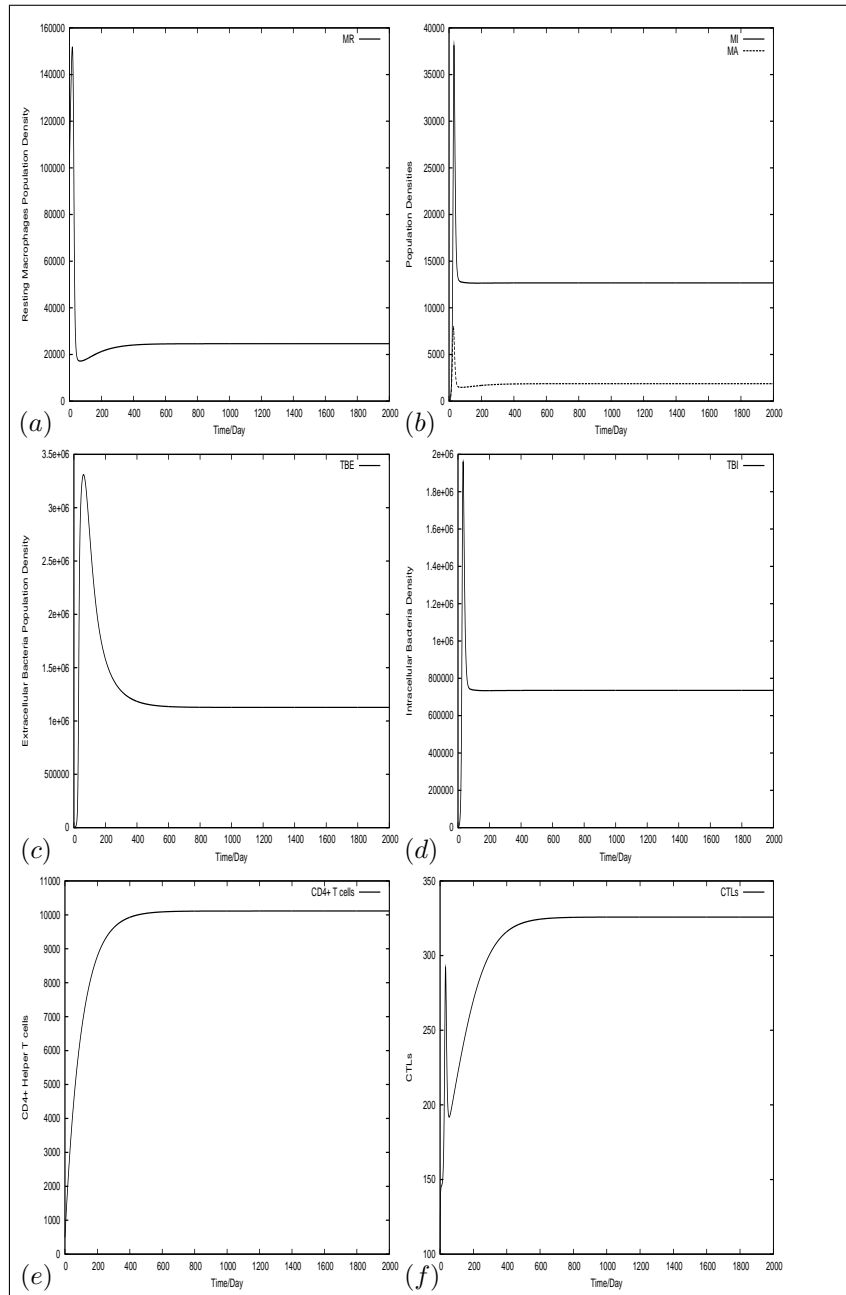 MR
160000
140000
120000
100000
80000
60000
40000
20000
0
Resting Macrophages Population Density
0 200 400 600 800 1000 1200 1400 1600 1800 2000
Time/Day
(a)
MI
MA
40000
35000
30000
25000
20000
15000
10000
5000
0
Population Densities
0 200 400 600 800 1000 1200 1400 1600 1800 2000
Time/Day
(b)
TBE
3.5e+06
3e+06
2.5e+06
2e+06
1.5e+06
1e+06
500000
0
Extracellular Bacteria Population Density
0 200 400 600 800 1000 1200 1400 1600 1800 2000
Time/Day
(c)
TBI
2e+06
1.8e+06
1.6e+06
1.4e+06
1.2e+06
1e+06
800000
600000
400000
200000
0
Intracellular Bacteria Density
0 200 400 600 800 1000 1200 1400 1600 1800 2000
Time/Day
(d)
CD4+ T cells
11000
10000
9000
8000
7000
6000
5000
4000
3000
2000
1000
0
CD4+ Helper T cells
0 200 400 600 800 1000 1200 1400 1600 1800 2000
Time/Day
(e)
CTLs
350
300
250
200
150
100
CTLs
0 200 400 600 800 1000 1200 1400 1600 1800 2000
Time/Day
(f)